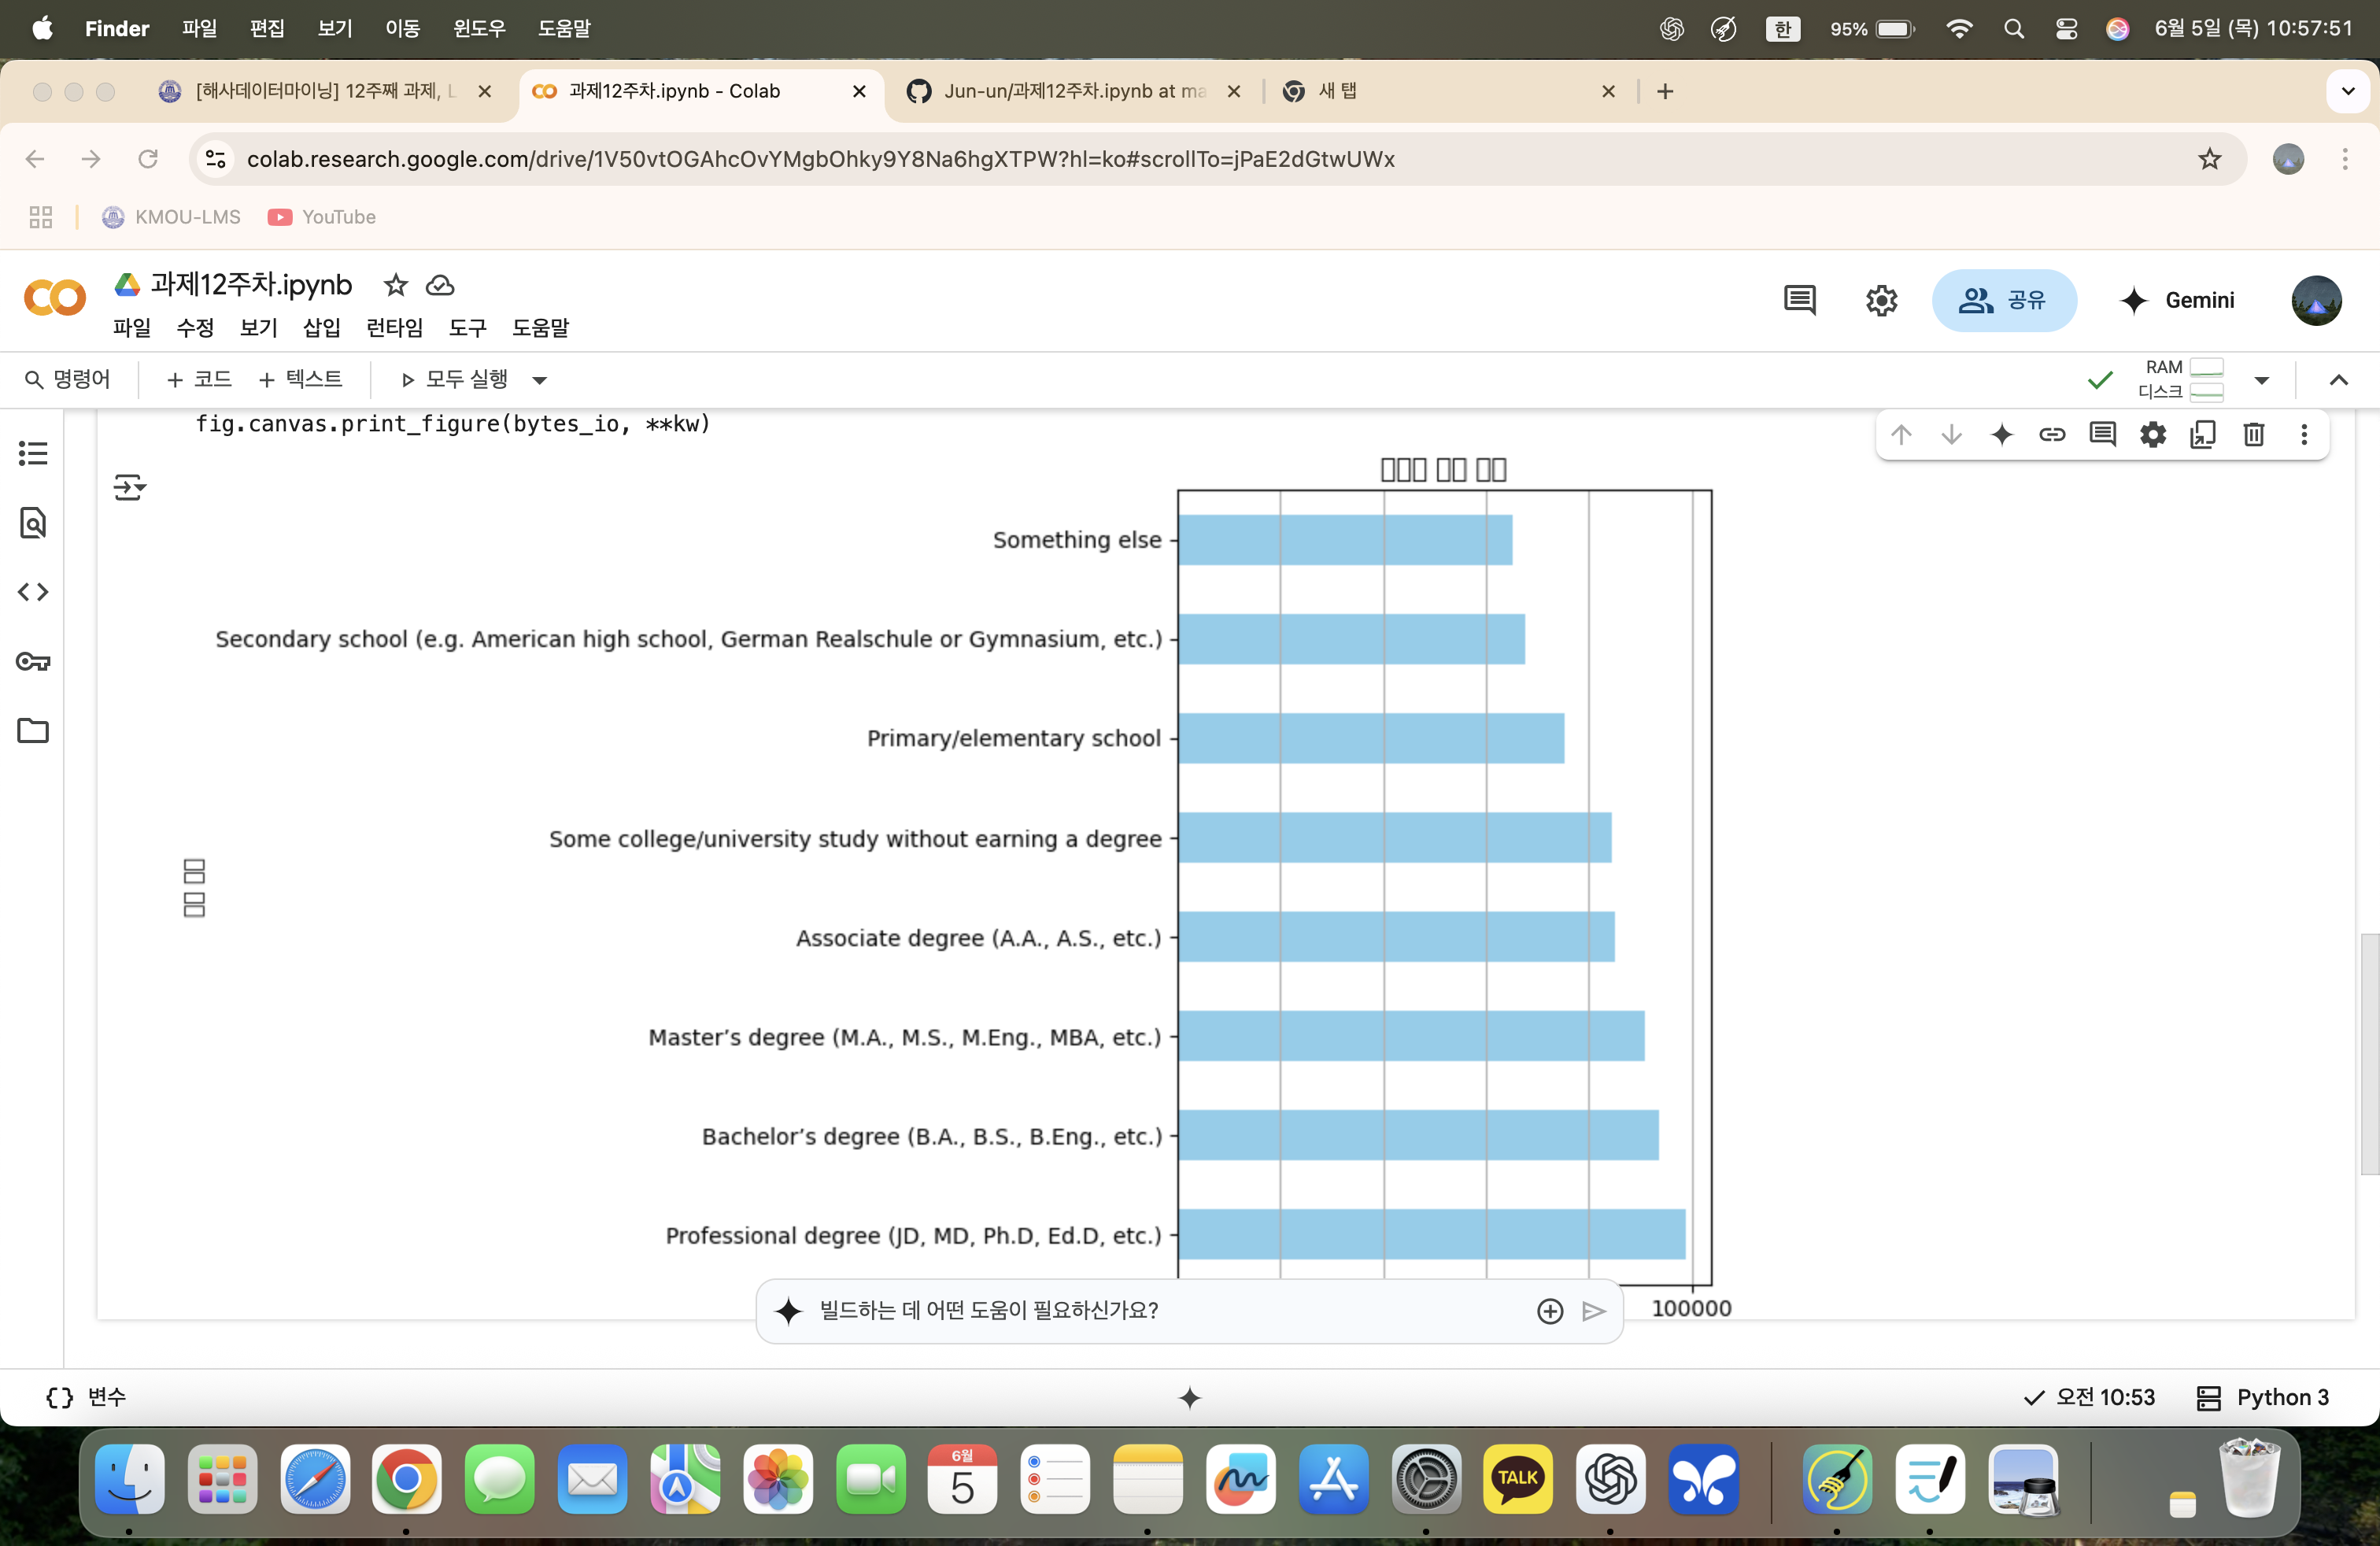 Finder 파일 편집 보기 이동 윈도우 도움말 한 95% 6월 5일 (목) 10:57:51
[해사데이터마이닝] 12주째 과제, L 과제12주차.ipynb - Colab Jun-un/과제12주차.ipynb at ma 새 탭
colab.research.google.com/drive/1V50vtOGAhcOvYMgbOhky9Y8Na6hgXTPW?hl=ko#scrollTo=jPaE2dGtwUWx
KMOU-LMS YouTube
과제12주차.ipynb
파일 수정 보기 삽입 런타임 도구 도움말
공유 Gemini
명령어 + 코드 + 텍스트 모두 실행
RAM
디스크
fig.canvas.print_figure(bytes_io, **kw)
Something else
Secondary school (e.g. American high school, German Realschule or Gymnasium, etc.)
Primary/elementary school
Some college/university study without earning a degree
Associate degree (A.A., A.S., etc.)
Master’s degree (M.A., M.S., M.Eng., MBA, etc.)
Bachelor’s degree (B.A., B.S., B.Eng., etc.)
Professional degree (JD, MD, Ph.D, Ed.D, etc.)
100000
빌드하는 데 어떤 도움이 필요하신가요?
변수 오전 10:53 Python 3
6월
5
TALK